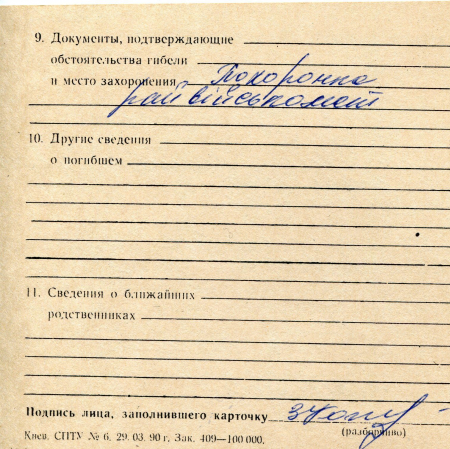 9. Документы, подтверждающие
обстоятельства гибели
и место захоронения Похоронка
райвійськомат
10. Другие сведения
о погибшем
11. Сведения о ближайших
родственниках
Подпись лица, заполнившего карточку
(разборчиво)
Киев. СПТУ № 6. 29. 03. 90 г. Зак. 409—100 000.